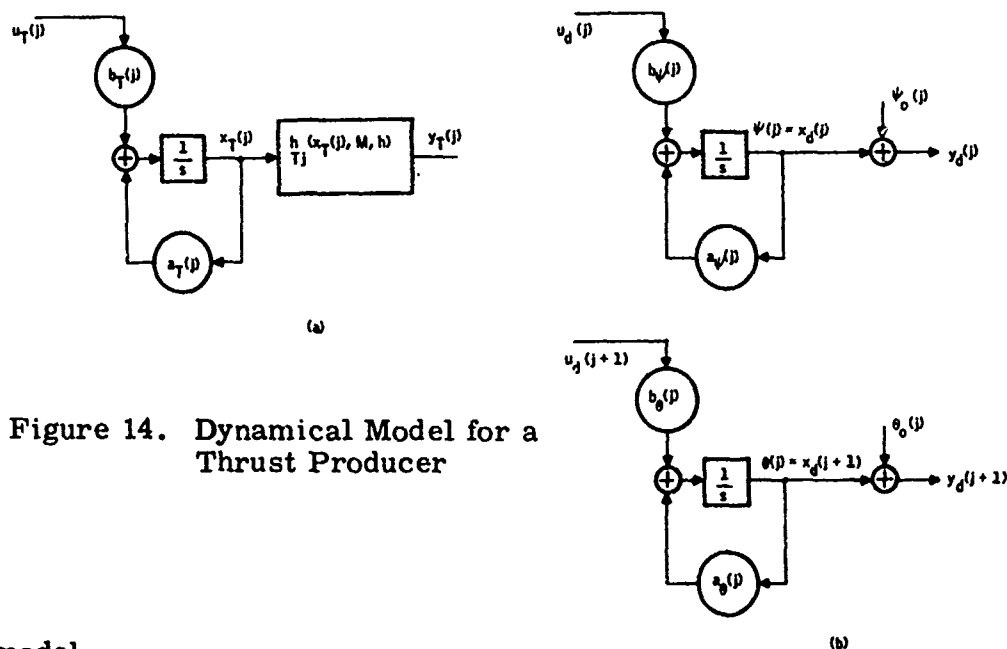 u_T(j)
b_T(j)
x_T(j)
1/s
h_Tj(x_T(j), M, h)
y_T(j)
a_T(j)
(a)
u_d(j)
b_ψ(j)
ψ_o(j)
ψ(j) = x_d(j)
1/s
y_d(j)
a_ψ(j)
Figure 14. Dynamical Model for a
Thrust Producer
u_d(j + 1)
b_θ(j)
θ_o(j)
θ(j) = x_d(j + 1)
1/s
y_d(j+1)
a_θ(j)
(b)
model